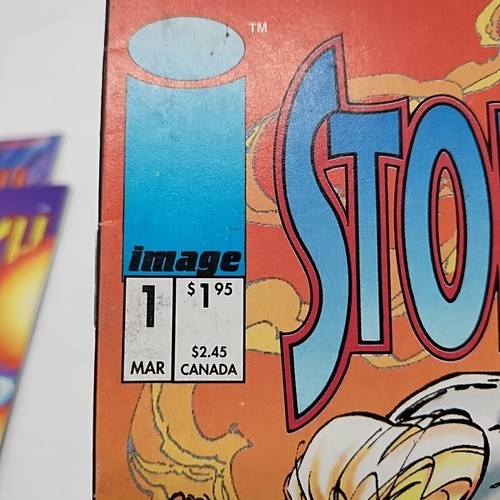 TM
STO
image
1
$1.95
MAR
$2.45
CANADA